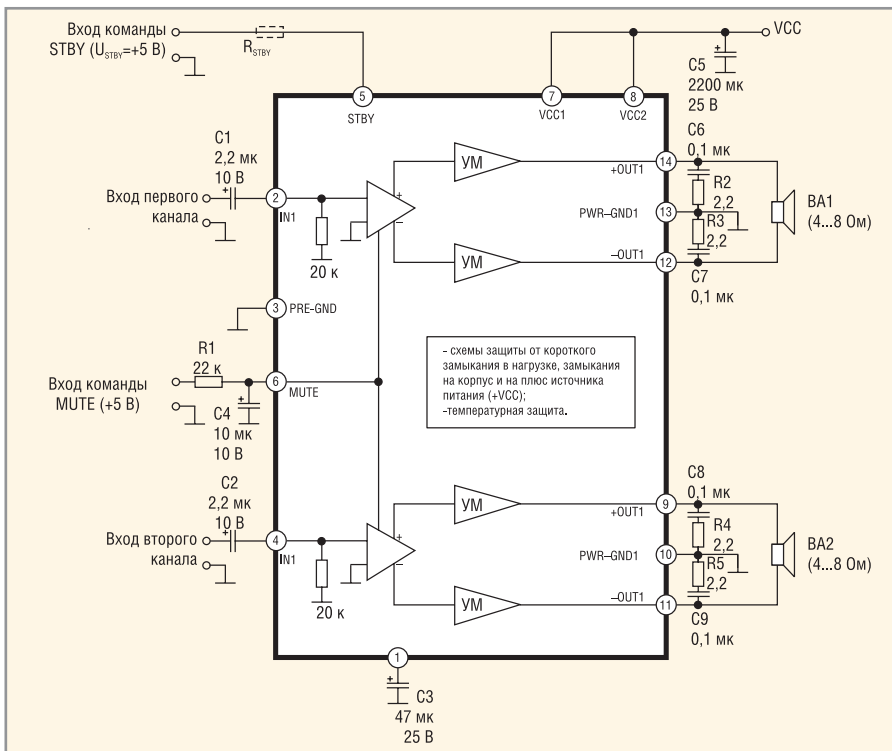 Вход команды
STBY (USTBY=+5 В)
RSTBY
VCC
C5
2200 мк
25 В
5
STBY
7
VCC1
8
VCC2
C1
2,2 мк
10 В
Вход первого
канала
2
IN1
20 к
+
−
УМ
УМ
14
+OUT1
13
PWR–GND1
12
–OUT1
C6
0,1 мк
R2
2,2
R3
2,2
C7
0,1 мк
BA1
(4...8 Ом)
3
PRE-GND
R1
22 к
Вход команды
MUTE (+5 В)
6
MUTE
C4
10 мк
10 В
- схемы защиты от короткого
замыкания в нагрузке, замыкания
на корпус и на плюс источника
питания (+VCC);
-температурная защита.
C2
2,2 мк
10 В
Вход второго
канала
4
IN1
20 к
+
−
УМ
УМ
9
+OUT1
10
PWR–GND1
11
–OUT1
C8
0,1 мк
R4
2,2
R5
2,2
C9
0,1 мк
BA2
(4...8 Ом)
1
C3
47 мк
25 В